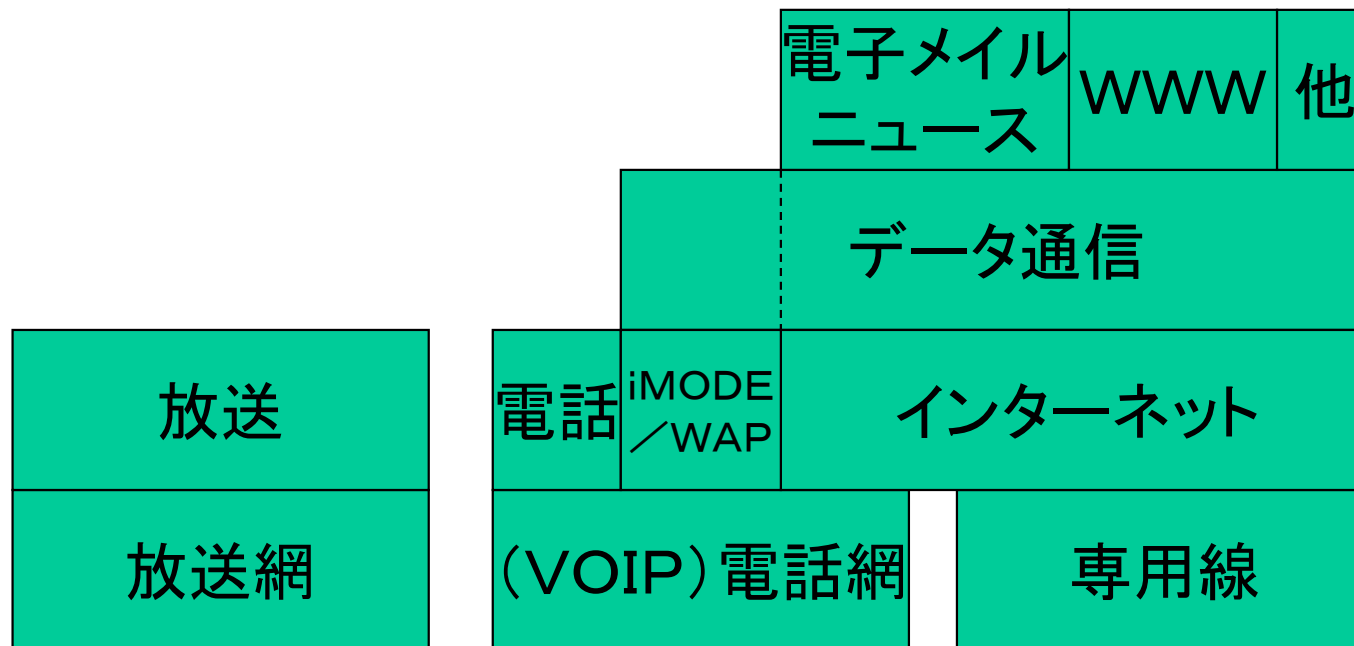 電子メイル
ニュース
WWW
他
データ通信
放送
電話
iMODE
／WAP
インターネット
放送網
（VOIP）電話網
専用線